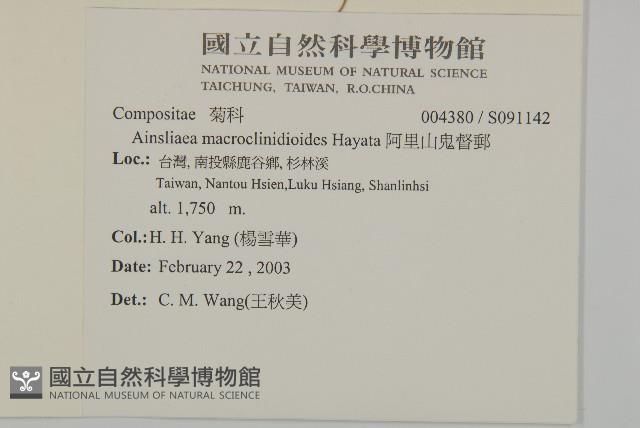 國立自然科學博物館
NATIONAL MUSEUM OF NATURAL SCIENCE
TAICHUNG, TAIWAN, R.O.CHINA
Compositae 菊科 004380 / S091142
Ainsliaea macroclinidioides Hayata 阿里山鬼督郵
Loc.: 台灣, 南投縣鹿谷鄉, 杉林溪
Taiwan, Nantou Hsien,Luku Hsiang, Shanlinhsi
alt. 1,750 m.
Col.: H. H. Yang (楊雪華)
Date: February 22 , 2003
Det.: C. M. Wang(王秋美)
國立自然科學博物館
NATIONAL MUSEUM OF NATURAL SCIENCE